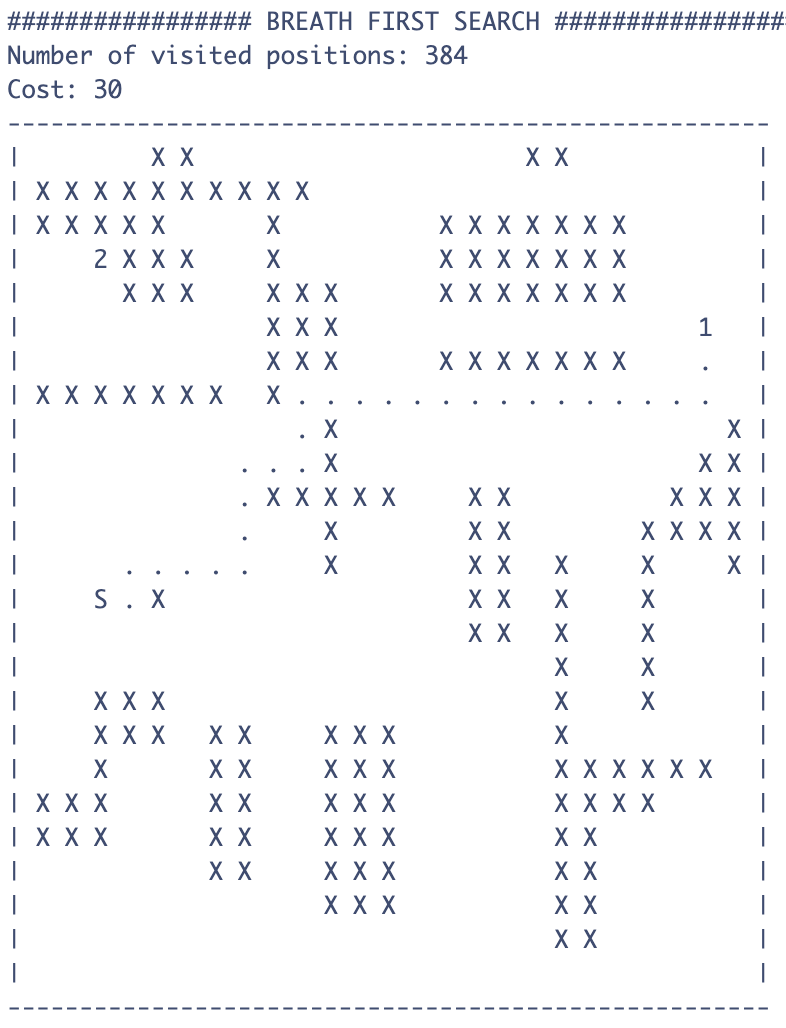 ################# BREATH FIRST SEARCH ################
Number of visited positions: 384
Cost: 30
-----------------------------------------------------
|         X X                       X X             |
| X X X X X X X X X X                               |
| X X X X X       X           X X X X X X X         |
|     2 X X X     X           X X X X X X X         |
|       X X X     X X X       X X X X X X X         |
|                 X X X                         1   |
|                 X X X       X X X X X X X     .   |
| X X X X X X X   X . . . . . . . . . . . . . . .   |
|                   . X                           X |
|               . . . X                         X X |
|               . X X X X X     X X           X X X |
|               .     X         X X         X X X X |
|       . . . . .     X         X X   X     X     X |
|     S . X                     X X   X     X       |
|                               X X   X     X       |
|                                     X     X       |
|     X X X                           X     X       |
|     X X X   X X     X X X           X             |
|     X       X X     X X X           X X X X X X   |
| X X X       X X     X X X           X X X X       |
| X X X       X X     X X X           X X           |
|             X X     X X X           X X           |
|                     X X X           X X           |
|                                     X X           |
|                                                   |
-----------------------------------------------------